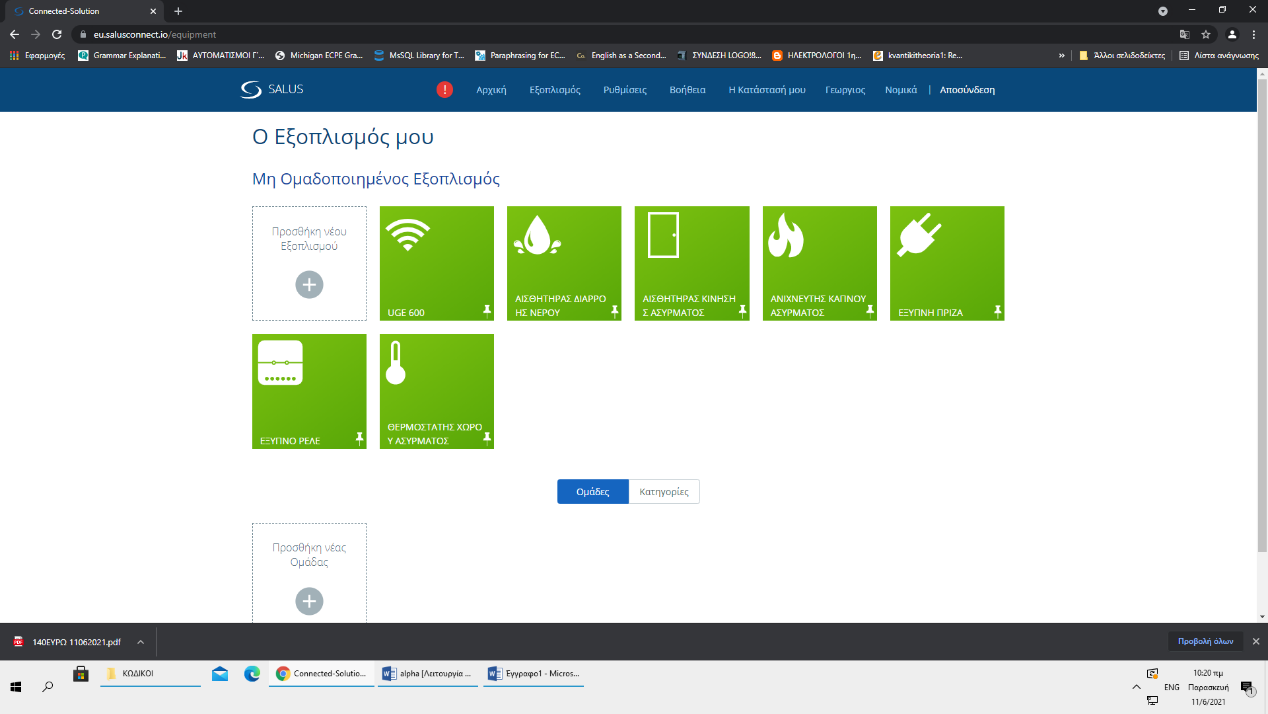 Connected-Solution
eu.salusconnect.io/equipment
Εφαρμογές
Grammar Explanati...
ΑΥΤΟΜΑΤΙΣΜΟΙ Γ΄...
Michigan ECPE Gra...
MsSQL Library for T...
Paraphrasing for EC...
English as a Second...
ΣΥΝΔΕΣΗ LOGO!8...
ΗΛΕΚΤΡΟΛΟΓΟΙ 1η...
kvantikitheoria1: Re...
»
Άλλοι σελιδοδείκτες
Λίστα ανάγνωσης
SALUS
!
Αρχική
Εξοπλισμός
Ρυθμίσεις
Βοήθεια
Η Κατάστασή μου
Γεωργιος
Νομικά
|
Αποσύνδεση
Ο Εξοπλισμός μου
Μη Ομαδοποιημένος Εξοπλισμός
Προσθήκη νέου
Εξοπλισμού
UGE 600
ΑΙΣΘΗΤΗΡΑΣ ΔΙΑΡΡΟ
ΗΣ ΝΕΡΟΥ
ΑΙΣΘΗΤΗΡΑΣ ΚΙΝΗΣΗ
Σ ΑΣΥΡΜΑΤΟΣ
ΑΝΙΧΝΕΥΤΗΣ ΚΑΠΝΟΥ
ΑΣΥΡΜΑΤΟΣ
ΕΞΥΠΝΗ ΠΡΙΖΑ
ΕΞΥΠΝΟ ΡΕΛΕ
ΘΕΡΜΟΣΤΑΤΗΣ ΧΩΡΟ
Υ ΑΣΥΡΜΑΤΟΣ
Ομάδες
Κατηγορίες
Προσθήκη νέας
Ομάδας
140ΕΥΡΩ 11062021.pdf
Προβολή όλων
ΚΩΔΙΚΟΙ
Connected-Solutio...
alpha [Λειτουργία ...
Έγγραφο1 - Micros...
ENG
10:20 πμ
Παρασκευή
11/6/2021
1